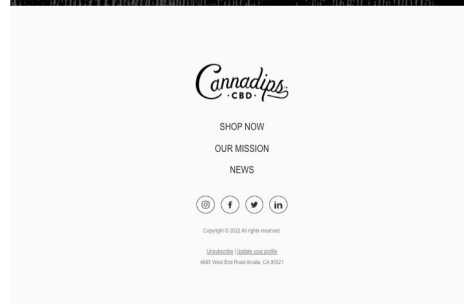 Cannadips
·CBD·
SHOP NOW
OUR MISSION
NEWS
Copyright © 2022 All rights reserved.
Unsubscribe | Update your profile
4685 West End Road Arcata, CA 95521